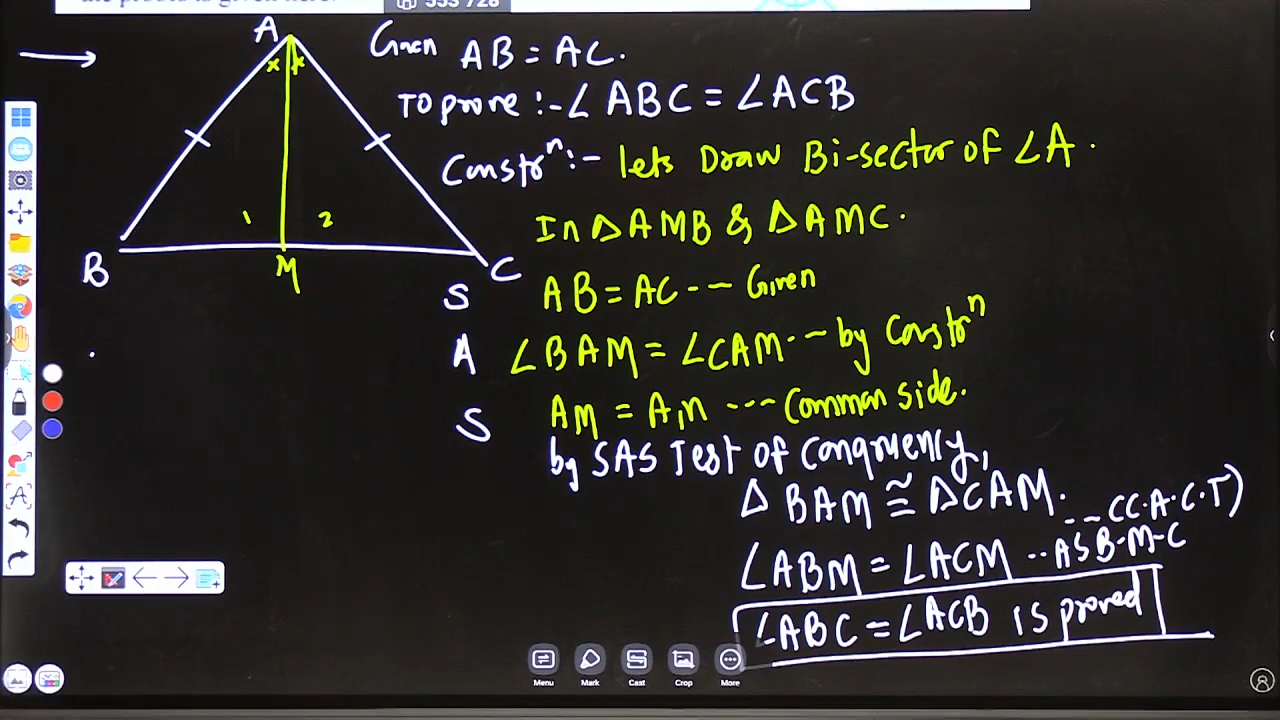 553 728
A
Given AB = AC.
To prove :- ∠ABC = ∠ACB
Constrⁿ :- lets Draw Bi-sector of ∠A.
x x
1 2
B M C
In △AMB & △AMC.
S AB = AC -- Given
A ∠BAM = ∠CAM -- by Constrⁿ
S AM = AM --- Common side.
by SAS Test of Congruency,
△BAM ≅ △CAM.
-- (C.A.C.T)
∠ABM = ∠ACM -- AS B-M-C
∠ABC = ∠ACB is proved
Menu Mark Cast Crop More